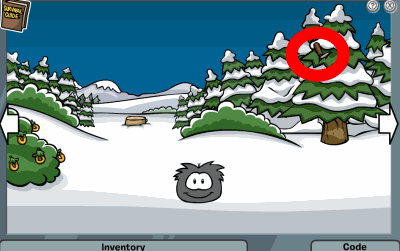 SURVIVAL
GUIDE
?
X
Inventory
Code